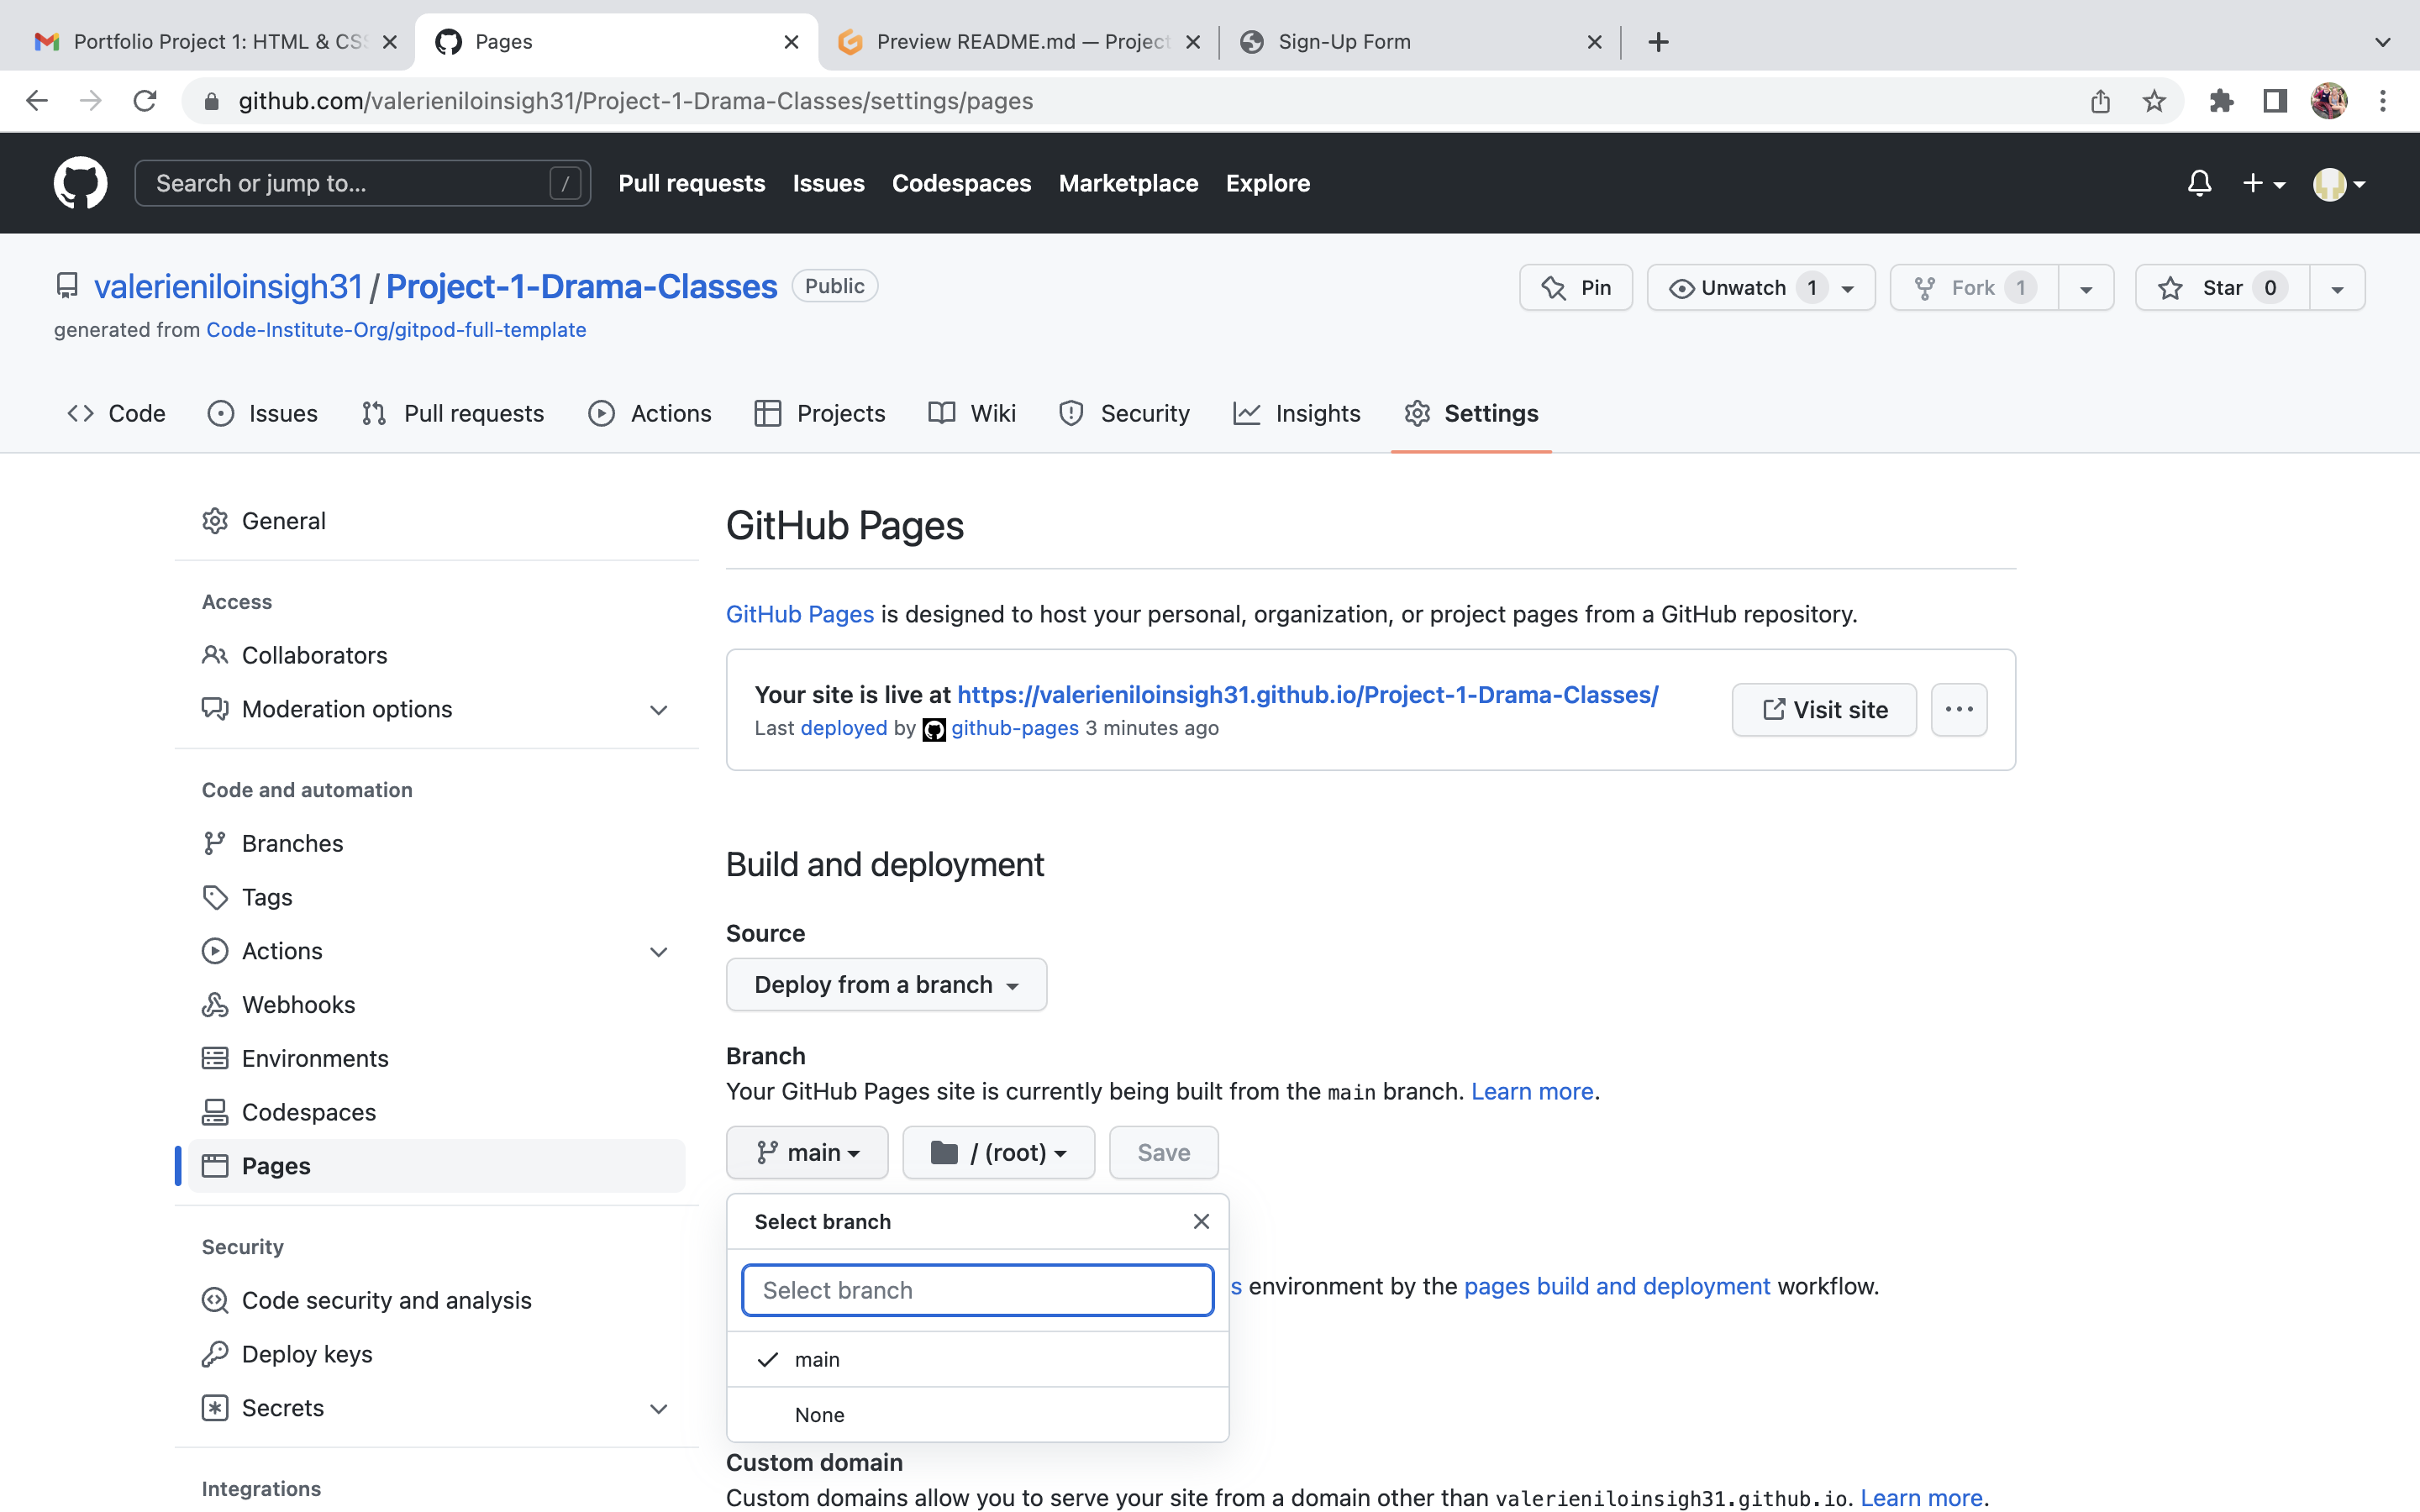 Portfolio Project 1: HTML & CSS
Pages
Preview README.md — Project
Sign-Up Form
github.com/valerieniloinsigh31/Project-1-Drama-Classes/settings/pages
Search or jump to... /
Pull requests Issues Codespaces Marketplace Explore
valerieniloinsigh31 / Project-1-Drama-Classes Public
Pin Unwatch 1 Fork 1 Star 0
generated from Code-Institute-Org/gitpod-full-template
Code Issues Pull requests Actions Projects Wiki Security Insights Settings
General
Access
Collaborators
Moderation options
Code and automation
Branches
Tags
Actions
Webhooks
Environments
Codespaces
Pages
Security
Code security and analysis
Deploy keys
Secrets
Integrations
GitHub Pages
GitHub Pages is designed to host your personal, organization, or project pages from a GitHub repository.
Your site is live at https://valerieniloinsigh31.github.io/Project-1-Drama-Classes/
Last deployed by github-pages 3 minutes ago
Visit site
Build and deployment
Source
Deploy from a branch
Branch
Your GitHub Pages site is currently being built from the main branch. Learn more.
main / (root) Save
Select branch
Select branch
s environment by the pages build and deployment workflow.
main
None
Custom domain
Custom domains allow you to serve your site from a domain other than valerieniloinsigh31.github.io. Learn more.